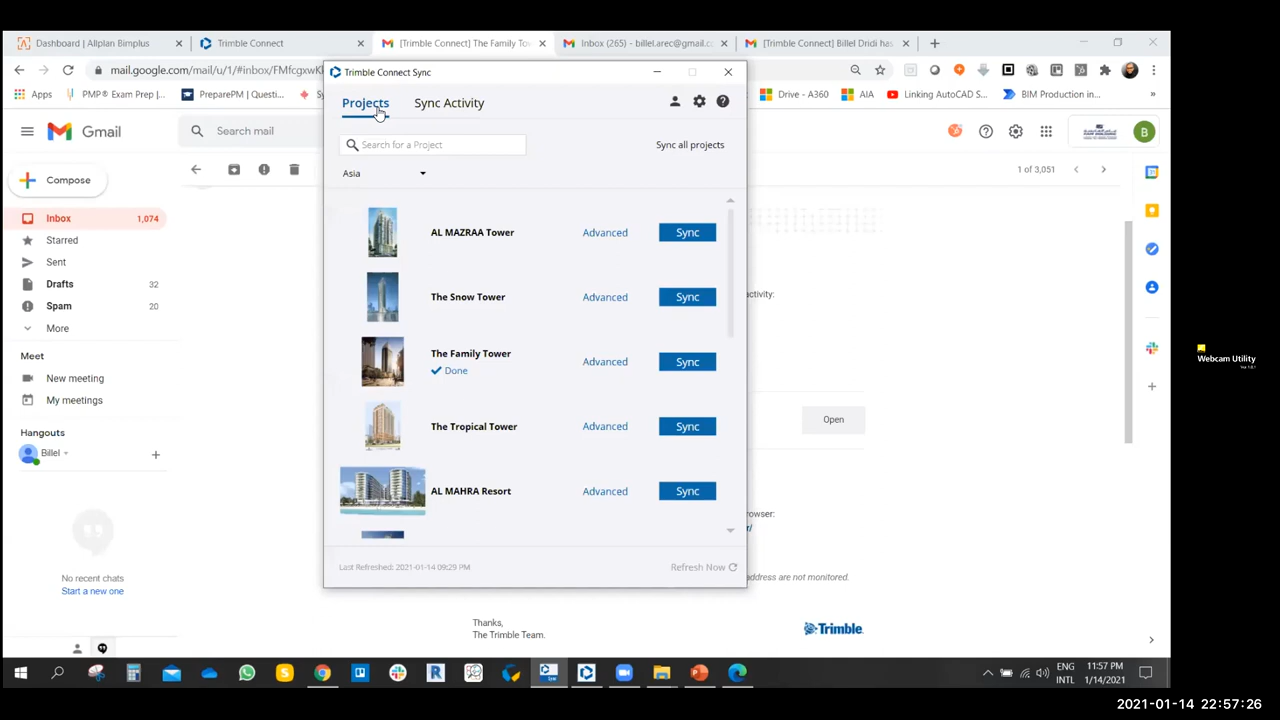 Dashboard | Allplan Bimplus
Trimble Connect
[Trimble Connect] The Family Tow
Inbox (265) - billel.arec@gmail.c
[Trimble Connect] Billel Dridi has
mail.google.com/mail/u/1/#inbox/FMfcgxwK
Trimble Connect Sync
Apps
PMP® Exam Prep |...
PreparePM | Questi...
Drive - A360
AIA
Linking AutoCAD S...
BIM Production in...
»
Projects
Sync Activity
Gmail
Search mail
B
Search for a Project
Sync all projects
1 of 3,051
Compose
Asia
Inbox 1,074
Starred
Sent
Drafts 32
Spam 20
More
AL MAZRAA Tower
Advanced
Sync
The Snow Tower
Advanced
Sync
activity:
The Family Tower
Done
Advanced
Sync
Meet
New meeting
My meetings
The Tropical Tower
Advanced
Sync
Open
Hangouts
Billel
AL MAHRA Resort
Advanced
Sync
rowser:
r/
Last Refreshed: 2021-01-14 09:29 PM
Refresh Now
address are not monitored.
No recent chats
Start a new one
Thanks,
The Trimble Team.
Trimble
Webcam Utility
ENG
INTL
11:57 PM
1/14/2021
2021-01-14 22:57:26